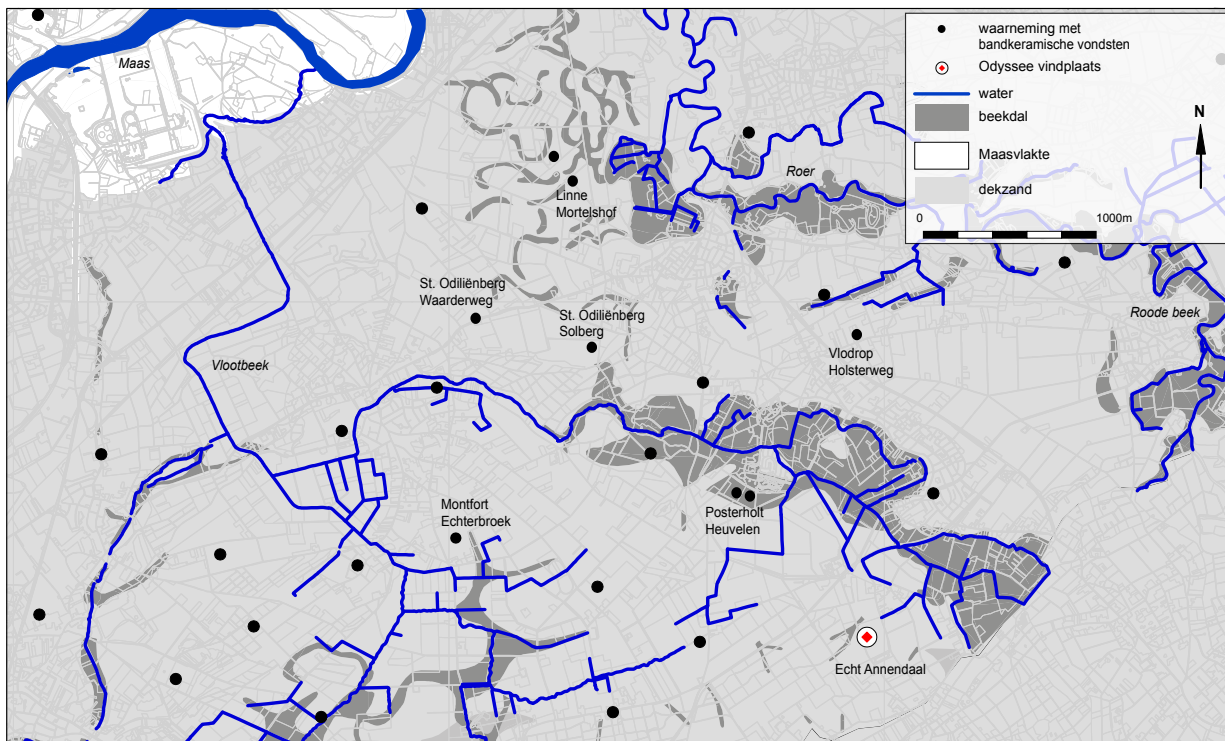 Maas
waarneming met
bandkeramische vondsten
Odyssee vindplaats
water
beekdal
Maasvlakte
dekzand
N
0
1000m
Roer
Linne
Mortelshof
St. Odiliënberg
Waarderweg
St. Odiliënberg
Solberg
Roode beek
Vlodrop
Holsterweg
Vlootbeek
Montfort
Echterbroek
Posterholt
Heuvelen
Echt Annendaal